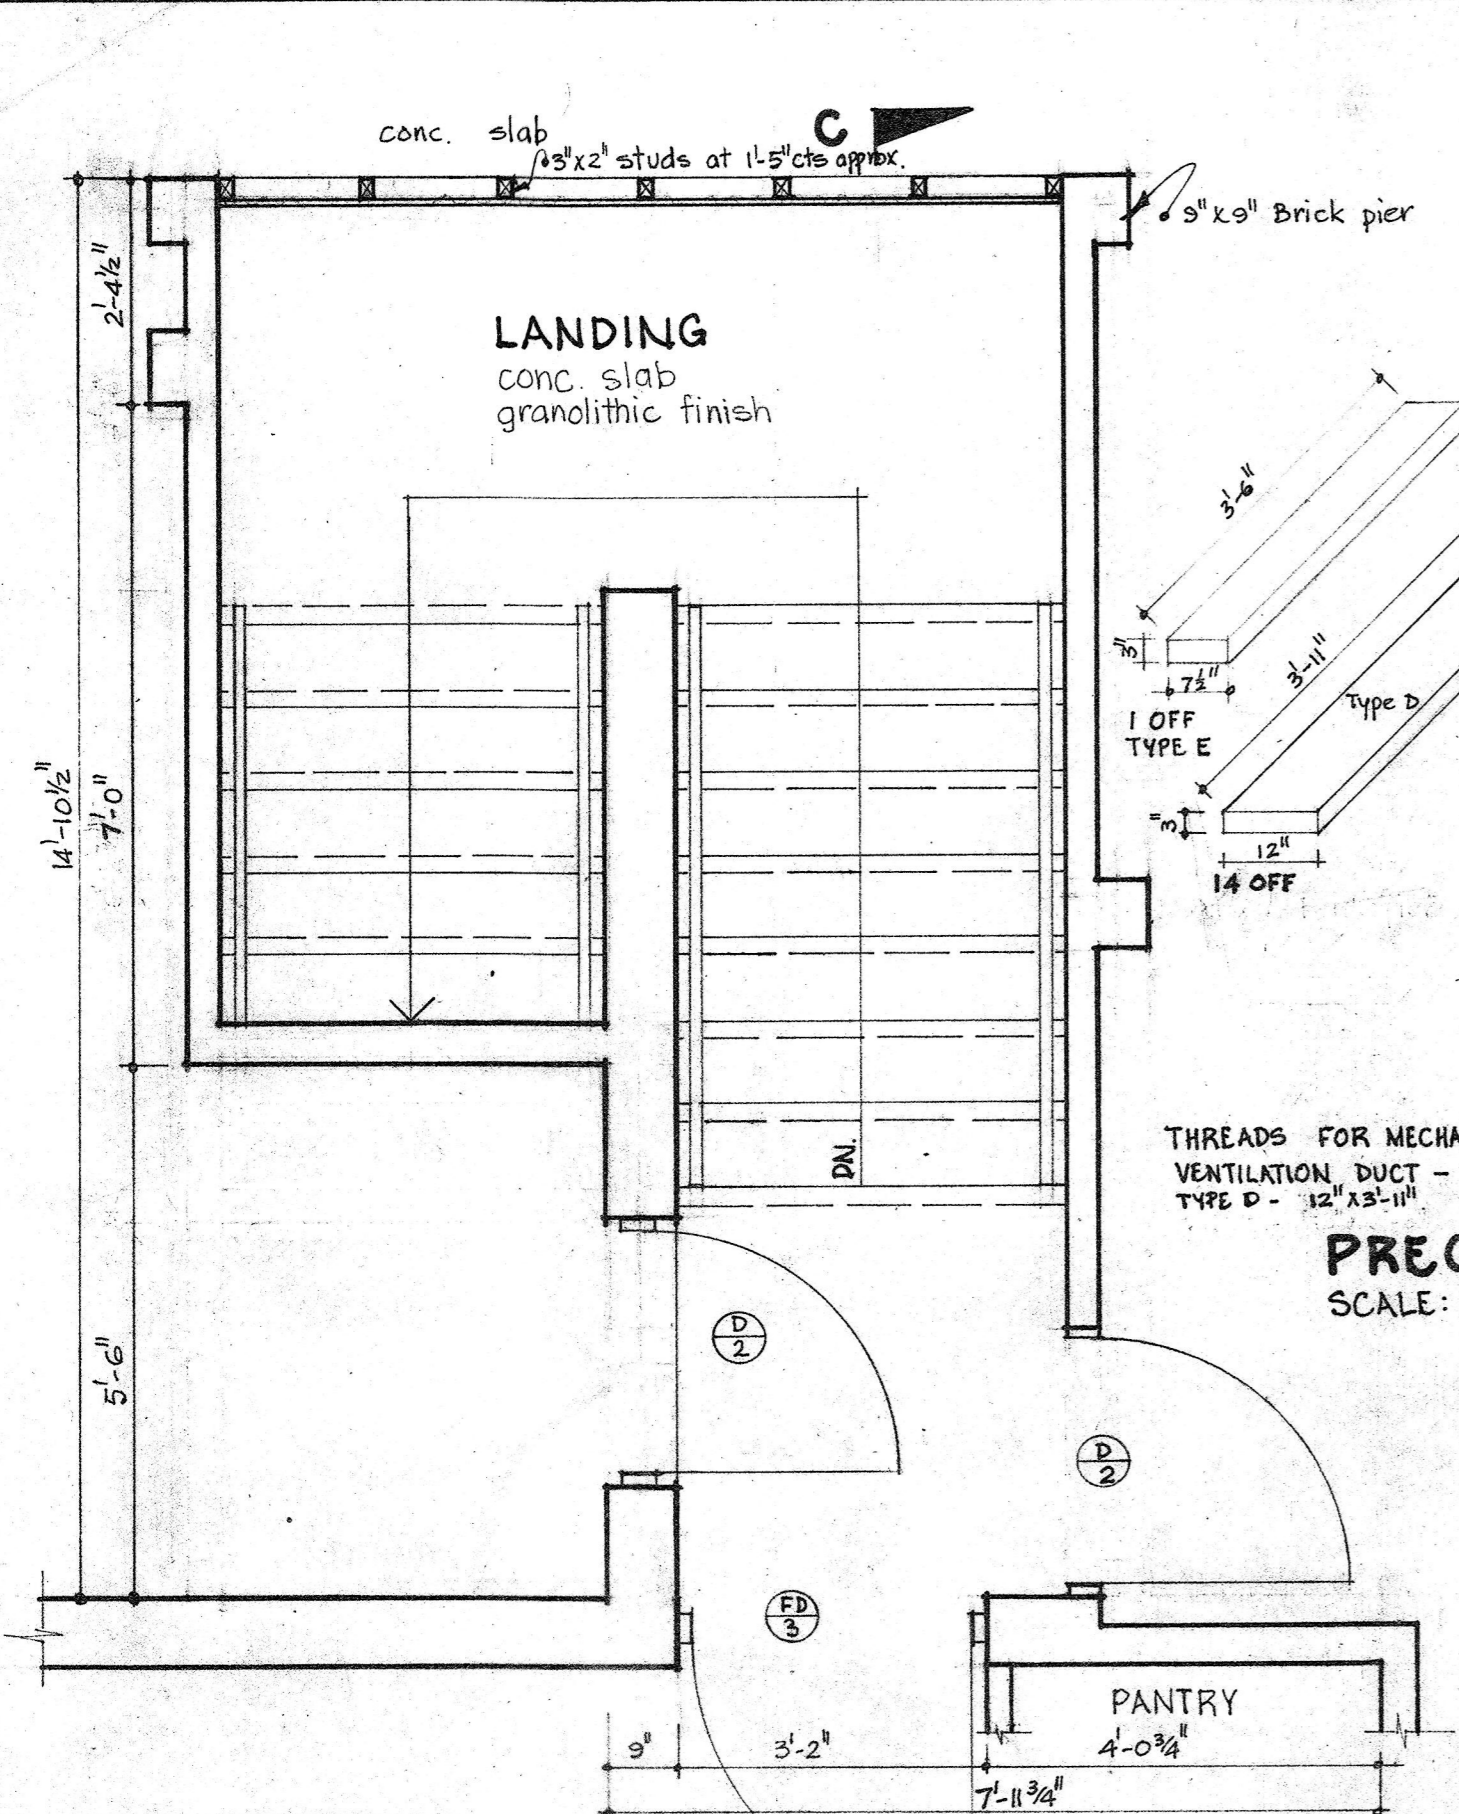 conc. slab
C
3"x2" studs at 1'-5"cts approx.
9"x9" Brick pier
2'-4½"
LANDING
conc. slab
granolithic finish
3'-6"
3"
7½"
1 OFF
TYPE E
3'-11"
Type D
3"
12"
14 OFF
14'-10½"
7'-0"
THREADS FOR MECHA
VENTILATION DUCT -
TYPE D - 12"x3'-11"
PREC
SCALE:
DN.
5'-6"
D
2
D
2
FD
3
PANTRY
9"
3'-2"
4'-0¾"
7'-11¾"